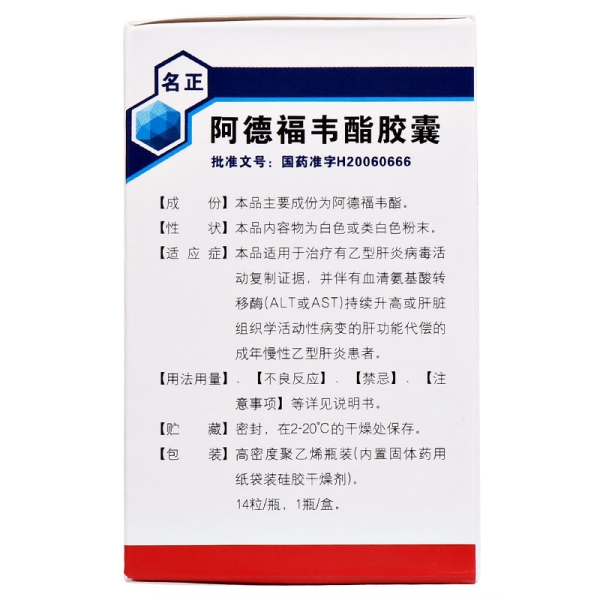 名正
阿德福韦酯胶囊
批准文号：国药准字H20060666
【成 份】本品主要成份为阿德福韦酯。
【性 状】本品内容物为白色或类白色粉末。
【适 应 症】本品适用于治疗有乙型肝炎病毒活
动复制证据，并伴有血清氨基酸转
移酶(ALT或AST)持续升高或肝脏
组织学活动性病变的肝功能代偿的
成年慢性乙型肝炎患者。
【用法用量】、【不良反应】、【禁忌】、【注
意事项】等详见说明书。
【贮 藏】密封，在2-20℃的干燥处保存。
【包 装】高密度聚乙烯瓶装(内置固体药用
纸袋装硅胶干燥剂)。
14粒/瓶，1瓶/盒。